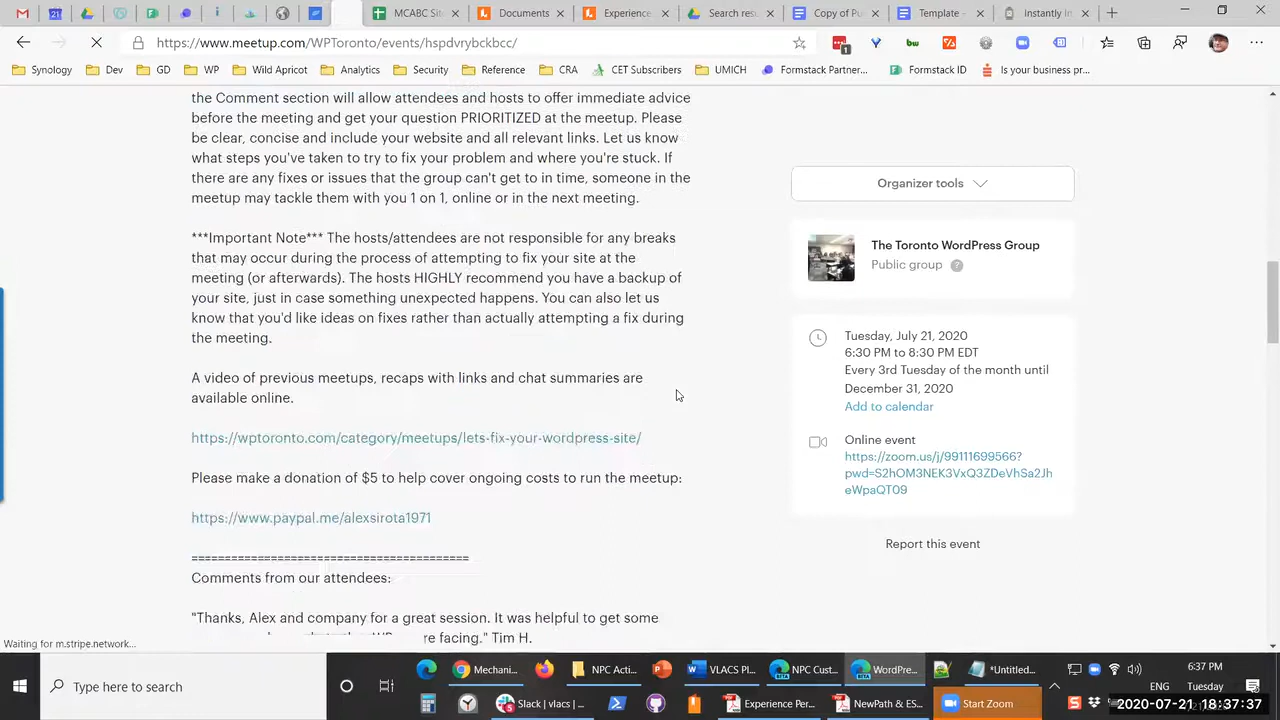 MCABC Sit
Documents
Experience
Search res
Copy of Pu
Template
Instantly In
https://www.meetup.com/WPToronto/events/hspdvrybckbcc/
1
Synology
Dev
GD
WP
Wild Apricot
Analytics
Security
Reference
CRA
CET Subscribers
UMICH
Formstack Partner...
Formstack ID
Is your business pr...
the Comment section will allow attendees and hosts to offer immediate advice
before the meeting and get your question PRIORITIZED at the meetup. Please
be clear, concise and include your website and all relevant links. Let us know
what steps you've taken to try to fix your problem and where you're stuck. If
there are any fixes or issues that the group can't get to in time, someone in the
meetup may tackle them with you 1 on 1, online or in the next meeting.
***Important Note*** The hosts/attendees are not responsible for any breaks
that may occur during the process of attempting to fix your site at the
meeting (or afterwards). The hosts HIGHLY recommend you have a backup of
your site, just in case something unexpected happens. You can also let us
know that you'd like ideas on fixes rather than actually attempting a fix during
the meeting.
A video of previous meetups, recaps with links and chat summaries are
available online.
https://wptoronto.com/category/meetups/lets-fix-your-wordpress-site/
Please make a donation of $5 to help cover ongoing costs to run the meetup:
https://www.paypal.me/alexsirota1971
==========================================
Comments from our attendees:
"Thanks, Alex and company for a great session. It was helpful to get some
re facing." Tim H.
Organizer tools
The Toronto WordPress Group
Public group
Tuesday, July 21, 2020
6:30 PM to 8:30 PM EDT
Every 3rd Tuesday of the month until
December 31, 2020
Add to calendar
Online event
https://zoom.us/j/99111699566?
pwd=S2hOM3NEK3VxQ3ZDeVhSa2Jh
eWpaQT09
Report this event
Waiting for m.stripe.network...
Type here to search
Mechani
NPC Acti...
VLACS Pl...
NPC Cust...
WordPre...
*Untitled...
Slack | vlacs | ...
Experience Per...
NewPath & ES...
Start Zoom
ENG
6:37 PM
Tuesday
2020-07-21 18:37:37